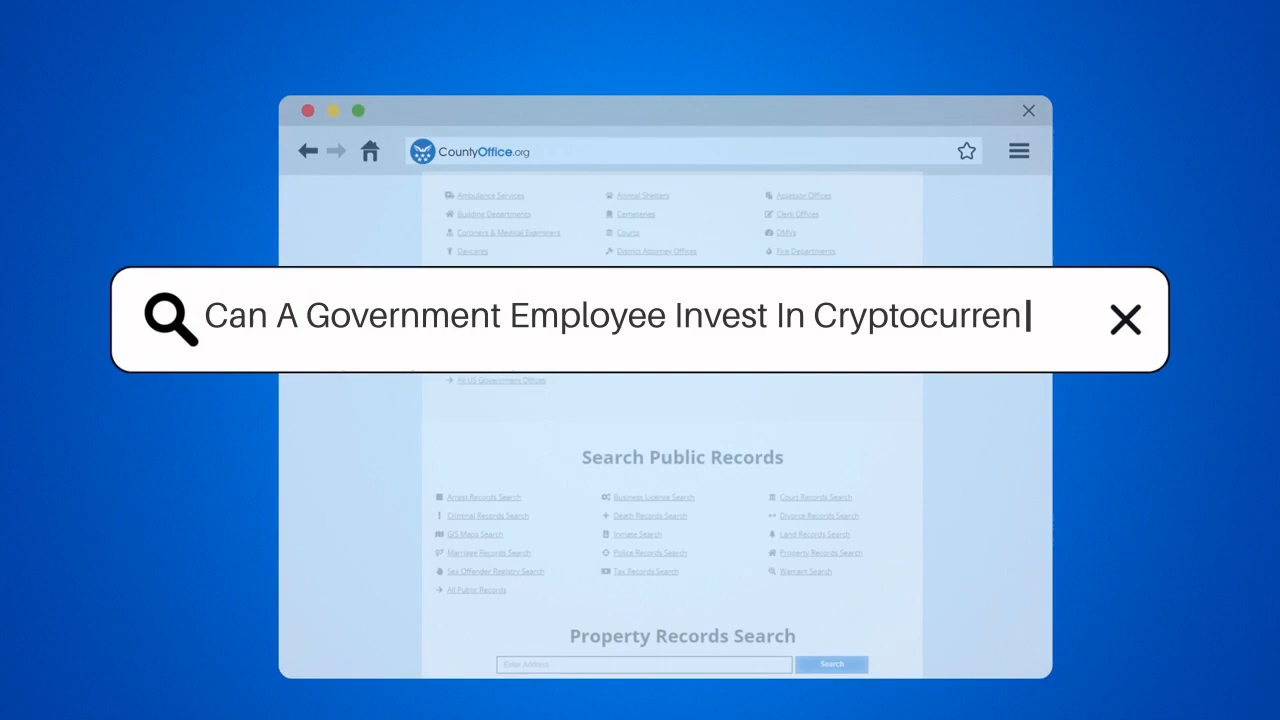 CountyOffice.org
Ambulance Services
Animal Shelters
Assessor Offices
Building Departments
Cemeteries
Clerk Offices
Coroners & Medical Examiners
Courts
DMVs
Daycares
District Attorney Offices
Fire Departments
Can A Government Employee Invest In Cryptocurren
All US Government Offices
Search Public Records
Arrest Records Search
Business License Search
Court Records Search
Criminal Records Search
Death Records Search
Divorce Records Search
GIS Maps Search
Inmate Search
Land Records Search
Marriage Records Search
Police Records Search
Property Records Search
Sex Offender Registry Search
Tax Records Search
Warrant Search
All Public Records
Property Records Search
Enter Address
Search